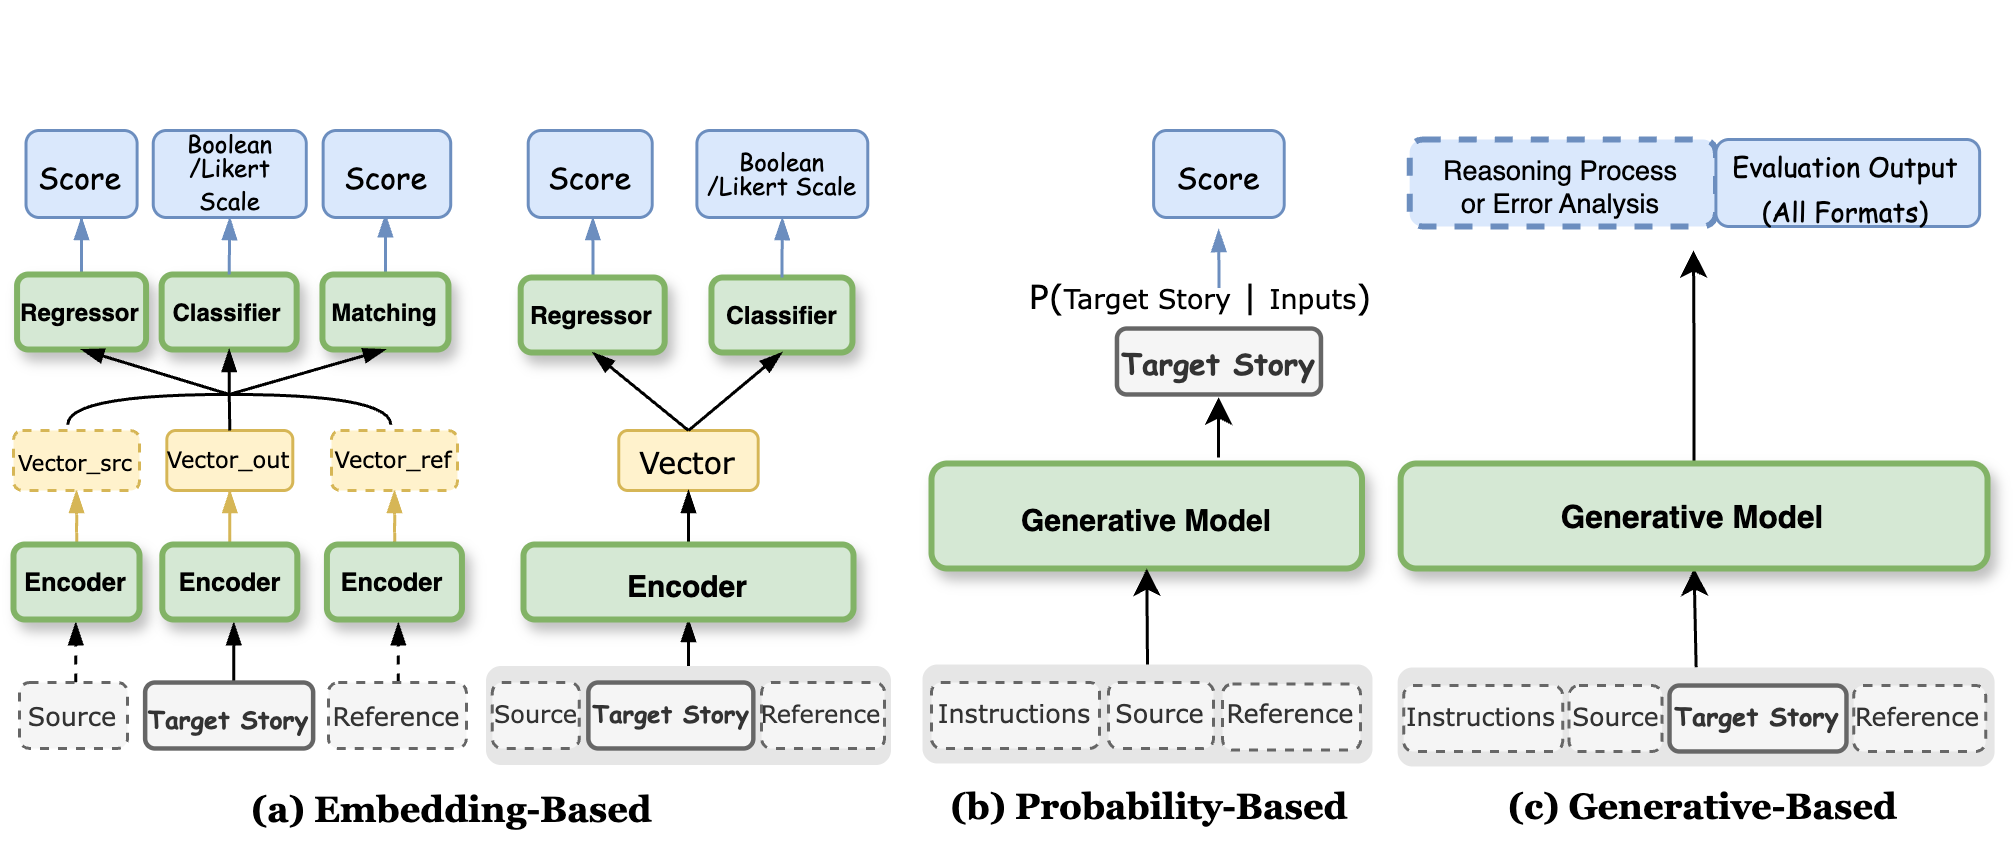 Score
Boolean
/Likert
Scale
Score
Score
Boolean
/Likert Scale
Score
Reasoning Process
or Error Analysis
Evaluation Output
(All Formats)
Regressor
Classifier
Matching
Regressor
Classifier
P(Target Story | Inputs)
Target Story
Vector_src
Vector_out
Vector_ref
Vector
Generative Model
Generative Model
Encoder
Encoder
Encoder
Encoder
Source
Target Story
Reference
Source
Target Story
Reference
Instructions
Source
Reference
Instructions
Source
Target Story
Reference
(a) Embedding-Based
(b) Probability-Based
(c) Generative-Based